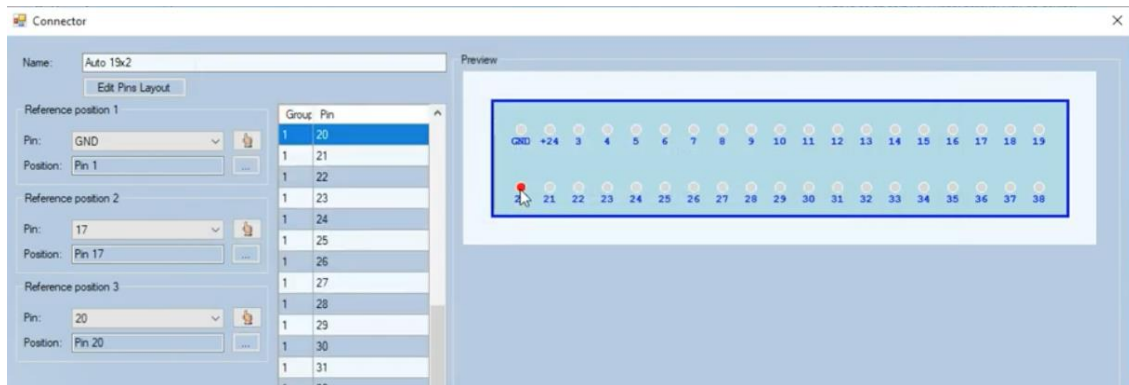 Connector
Name: Auto 19x2
Edit Pins Layout
Reference position 1
Pin: GND
Position: Pin 1 ...
Reference position 2
Pin: 17
Position: Pin 17 ...
Reference position 3
Pin: 20
Position: Pin 20 ...
Group Pin
1 20
1 21
1 22
1 23
1 24
1 25
1 26
1 27
1 28
1 29
1 30
1 31
Preview
GND +24 3 4 5 6 7 8 9 10 11 12 13 14 15 16 17 18 19
21 22 23 24 25 26 27 28 29 30 31 32 33 34 35 36 37 38